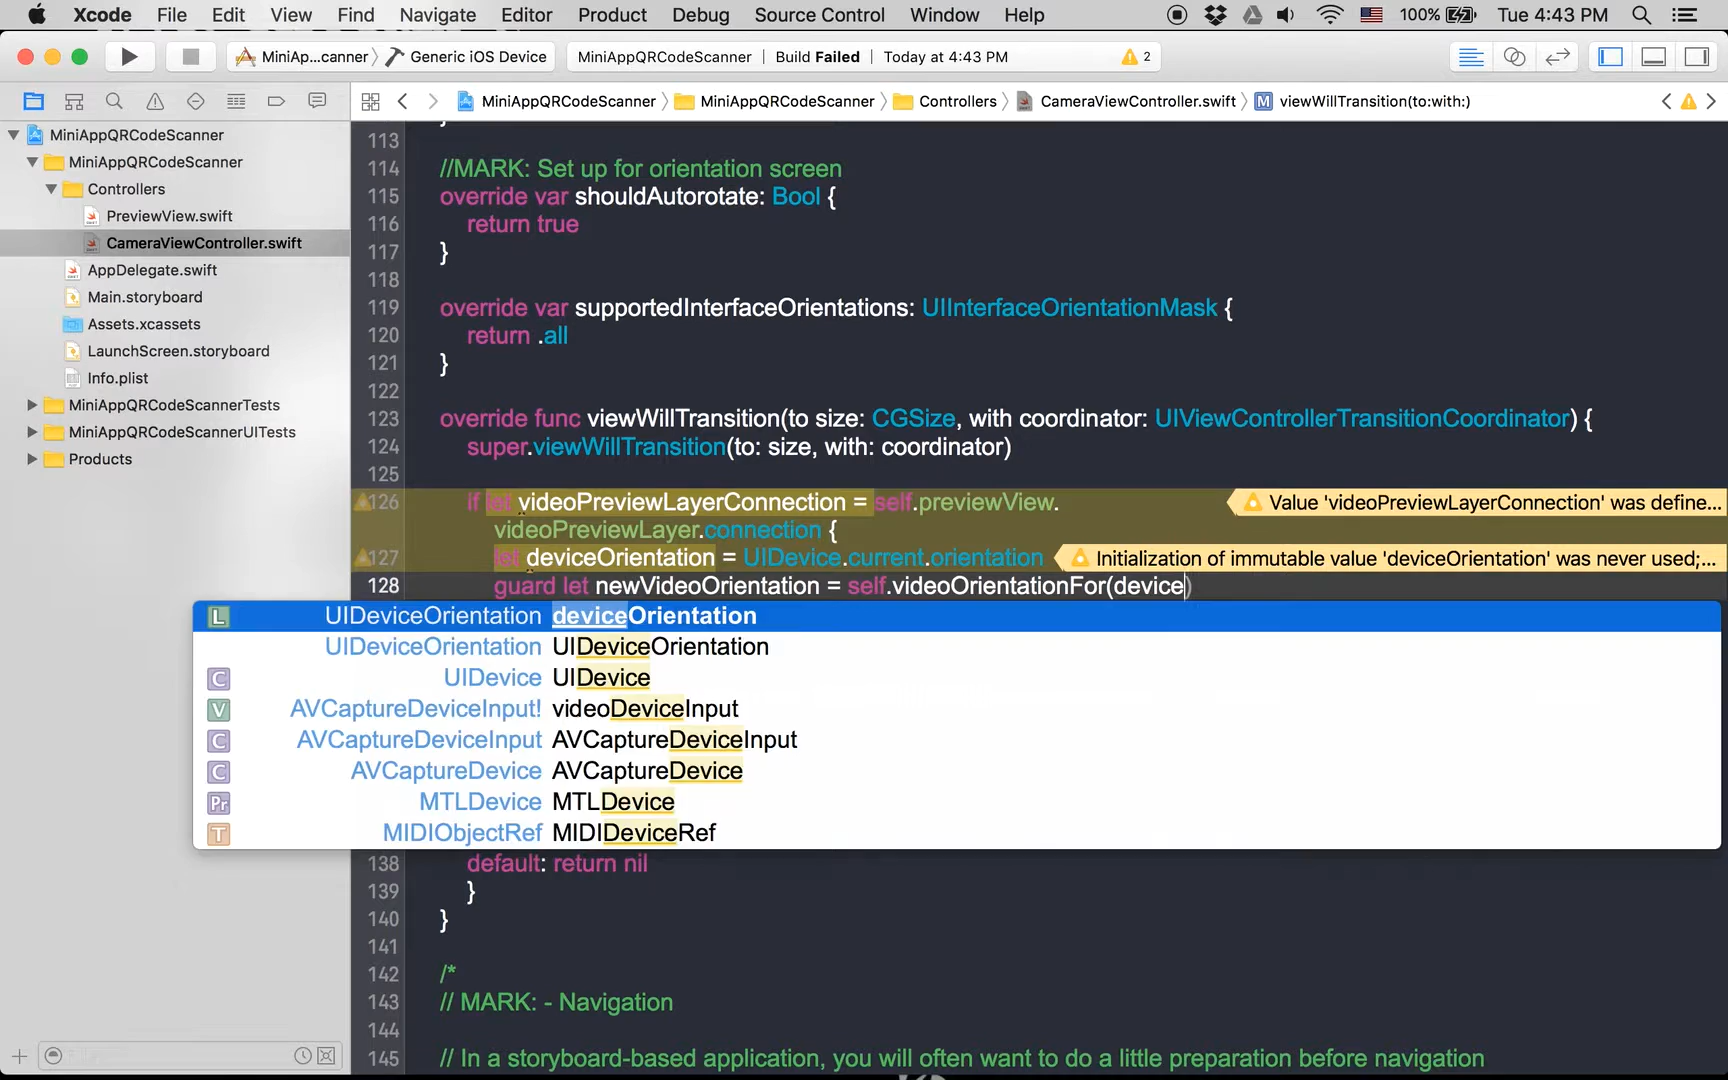 Xcode File Edit View Find Navigate Editor Product Debug Source Control Window Help 100% Tue 4:43 PM
MiniAp...canner Generic iOS Device MiniAppQRCodeScanner Build Failed Today at 4:43 PM 2
MiniAppQRCodeScanner MiniAppQRCodeScanner Controllers CameraViewController.swift M viewWillTransition(to:with:)
MiniAppQRCodeScanner
MiniAppQRCodeScanner
Controllers
PreviewView.swift
CameraViewController.swift
AppDelegate.swift
Main.storyboard
Assets.xcassets
LaunchScreen.storyboard
Info.plist
MiniAppQRCodeScannerTests
MiniAppQRCodeScannerUITests
Products
113
114 //MARK: Set up for orientation screen
115 override var shouldAutorotate: Bool {
116 return true
117 }
118
119 override var supportedInterfaceOrientations: UIInterfaceOrientationMask {
120 return .all
121 }
122
123 override func viewWillTransition(to size: CGSize, with coordinator: UIViewControllerTransitionCoordinator) {
124 super.viewWillTransition(to: size, with: coordinator)
125
126 if let videoPreviewLayerConnection = self.previewView. Value 'videoPreviewLayerConnection' was define...
videoPreviewLayer.connection {
127 let deviceOrientation = UIDevice.current.orientation Initialization of immutable value 'deviceOrientation' was never used;...
128 guard let newVideoOrientation = self.videoOrientationFor(device)
L UIDeviceOrientation deviceOrientation
UIDeviceOrientation UIDeviceOrientation
C UIDevice UIDevice
V AVCaptureDeviceInput! videoDeviceInput
C AVCaptureDeviceInput AVCaptureDeviceInput
C AVCaptureDevice AVCaptureDevice
Pr MTLDevice MTLDevice
T MIDIObjectRef MIDIDeviceRef
138 default: return nil
139 }
140 }
141
142 /*
143 // MARK: - Navigation
144
145 // In a storyboard-based application, you will often want to do a little preparation before navigation